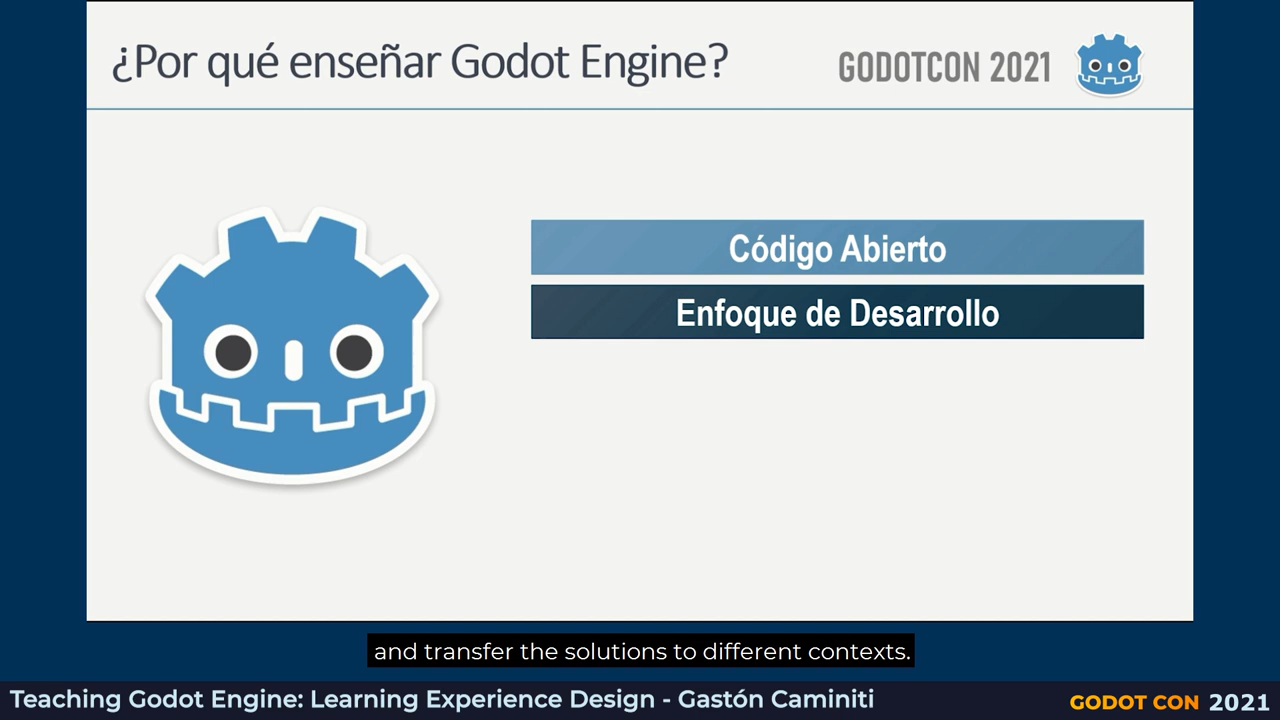 ¿Por qué enseñar Godot Engine?
GODOTCON 2021
Código Abierto
Enfoque de Desarrollo
and transfer the solutions to different contexts.
Teaching Godot Engine: Learning Experience Design - Gastón Caminiti
GODOT CON 2021